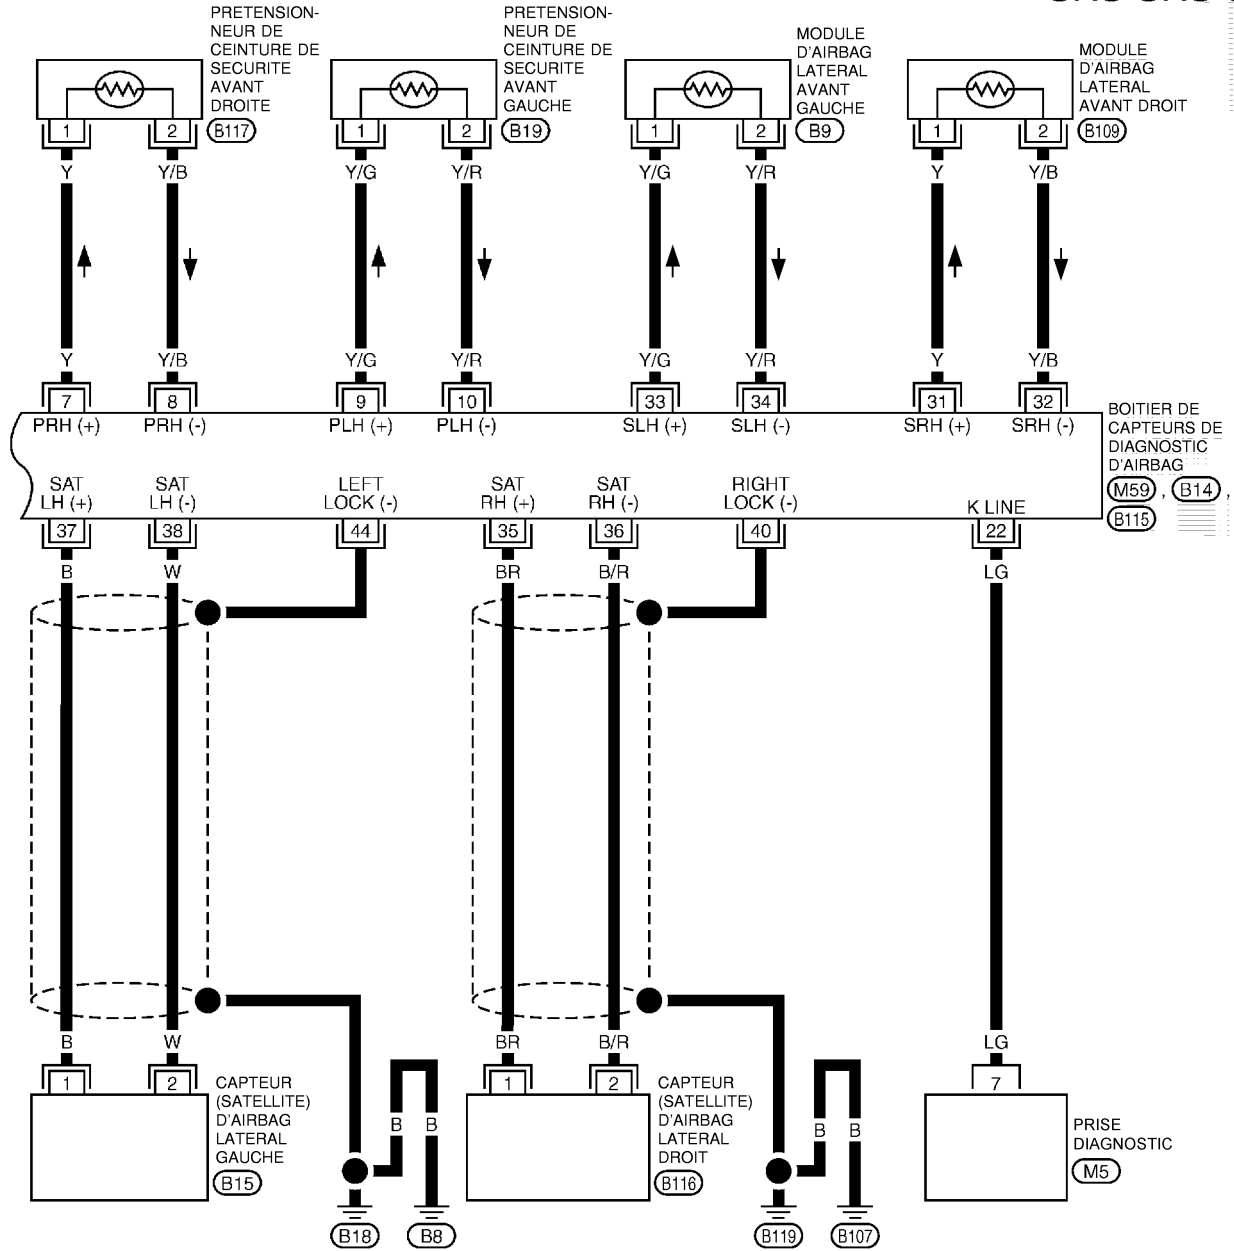 PRETENSION-
NEUR DE
CEINTURE DE
SECURITE
AVANT
DROITE
B117
PRETENSION-
NEUR DE
CEINTURE DE
SECURITE
AVANT
GAUCHE
B19
MODULE
D'AIRBAG
LATERAL
AVANT
GAUCHE
B9
MODULE
D'AIRBAG
LATERAL
AVANT DROIT
B109
1 2 1 2 1 2 1 2
Y Y/B Y/G Y/R Y/G Y/R Y Y/B
Y Y/B Y/G Y/R Y/G Y/R Y Y/B
7 8 9 10 33 34 31 32
PRH (+) PRH (-) PLH (+) PLH (-) SLH (+) SLH (-) SRH (+) SRH (-)
BOITIER DE
CAPTEURS DE
DIAGNOSTIC
D'AIRBAG
M59 , B14 ,
B115
SAT
LH (+)
SAT
LH (-)
LEFT
LOCK (-)
SAT
RH (+)
SAT
RH (-)
RIGHT
LOCK (-)
K LINE
37 38 44 35 36 40 22
B W BR B/R LG
B W BR B/R LG
1 2 1 2 7
CAPTEUR
(SATELLITE)
D'AIRBAG
LATERAL
GAUCHE
B15
B B
B18 B8
CAPTEUR
(SATELLITE)
D'AIRBAG
LATERAL
DROIT
B116
B B
B119 B107
PRISE
DIAGNOSTIC
M5